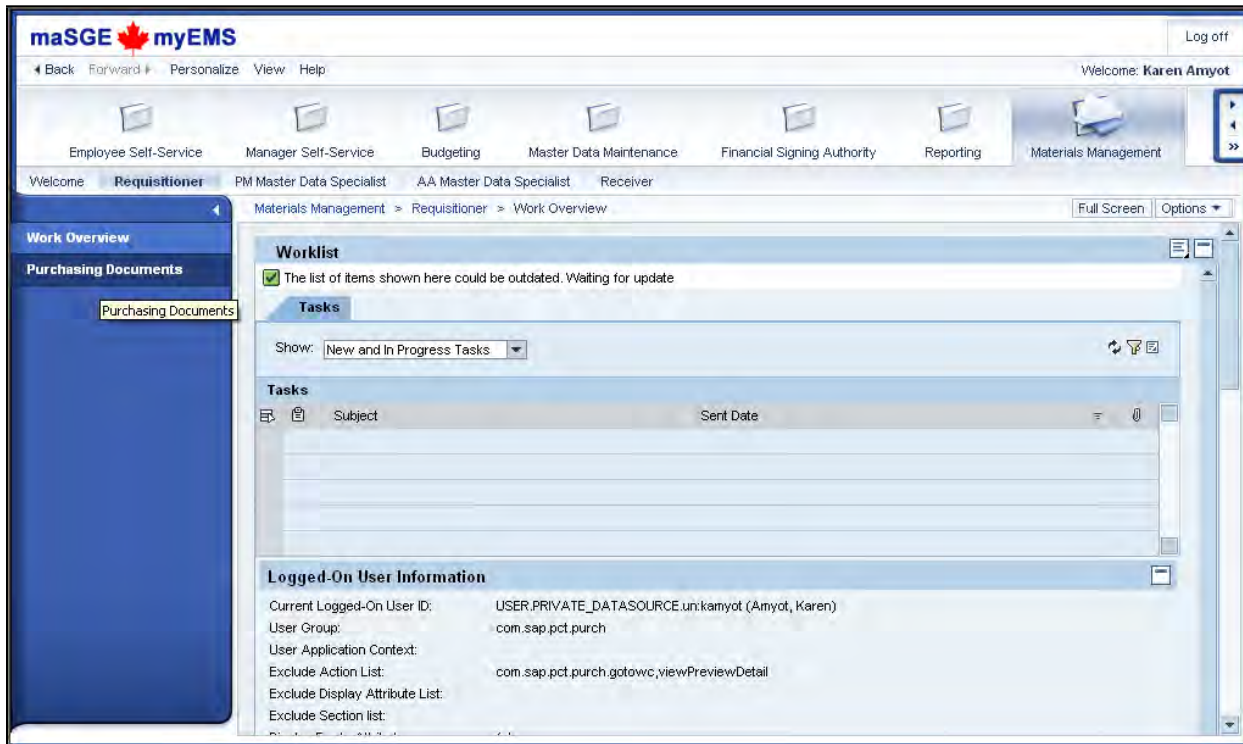 maSGE myEMS
Log off
Back Forward Personalize View Help
Welcome: Karen Amyot
Employee Self-Service Manager Self-Service Budgeting Master Data Maintenance Financial Signing Authority Reporting Materials Management
Welcome Requisitioner PM Master Data Specialist AA Master Data Specialist Receiver
Materials Management > Requisitioner > Work Overview
Full Screen Options
Work Overview
Purchasing Documents
Purchasing Documents
Worklist
The list of items shown here could be outdated. Waiting for update
Tasks
Show: New and In Progress Tasks
Tasks
Subject Sent Date
Logged-On User Information
Current Logged-On User ID: USER.PRIVATE_DATASOURCE.un:kamyot (Amyot, Karen)
User Group: com.sap.pct.purch
User Application Context:
Exclude Action List: com.sap.pct.purch.gotowc,viewPreviewDetail
Exclude Display Attribute List:
Exclude Section list: